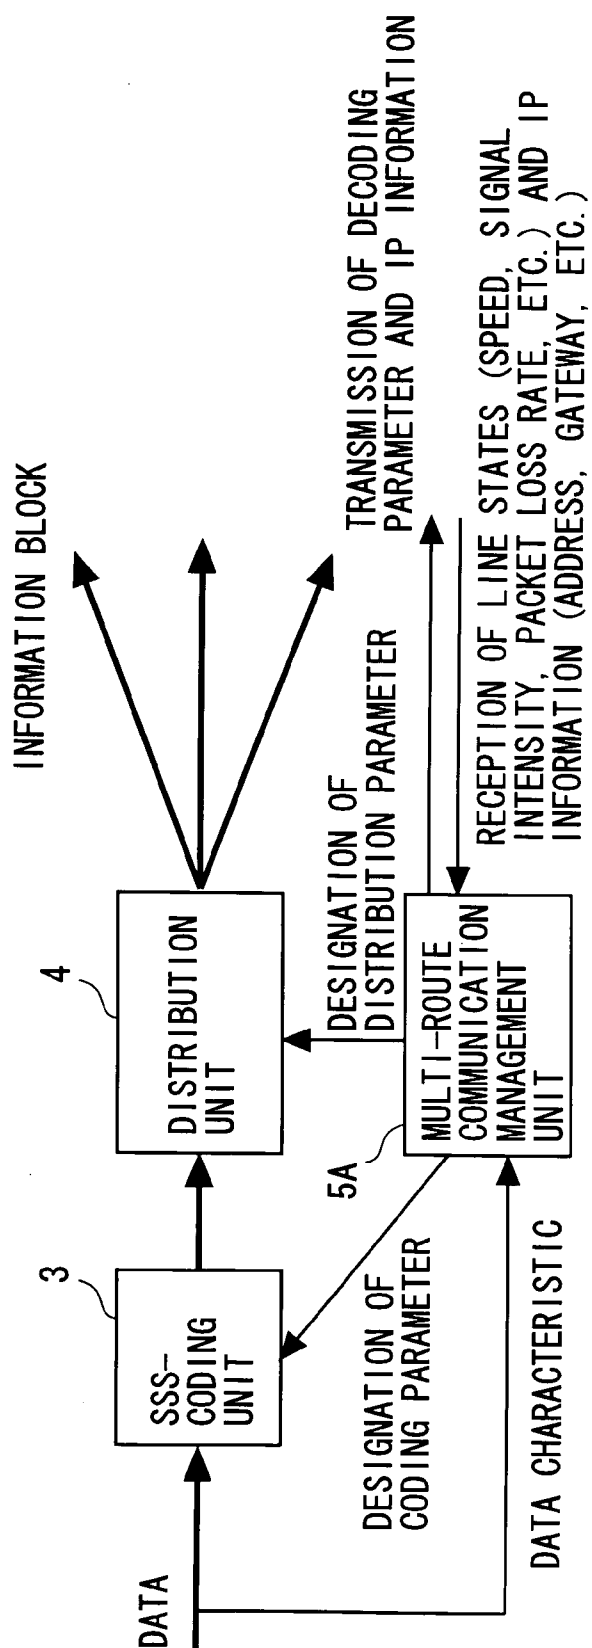 INFORMATION BLOCK
TRANSMISSION OF DECODING
PARAMETER AND IP INFORMATION
RECEPTION OF LINE STATES (SPEED, SIGNAL
INTENSITY, PACKET LOSS RATE, ETC.) AND IP
INFORMATION (ADDRESS, GATEWAY, ETC.)
4
DISTRIBUTION
UNIT
DESIGNATION OF
DISTRIBUTION PARAMETER
5A
MULTI-ROUTE
COMMUNICATION
MANAGEMENT
UNIT
3
SSS-
CODING
UNIT
DESIGNATION OF
CODING PARAMETER
DATA
DATA CHARACTERISTIC